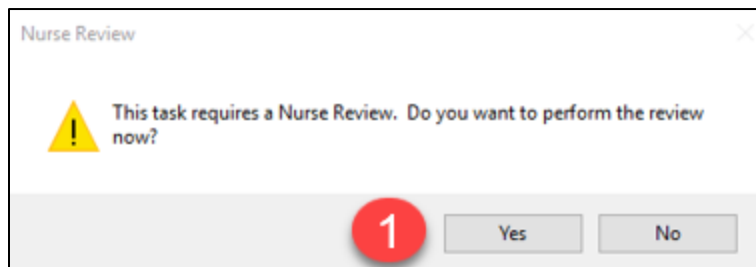 Nurse Review
This task requires a Nurse Review.  Do you want to perform the review
now?
1
Yes
No